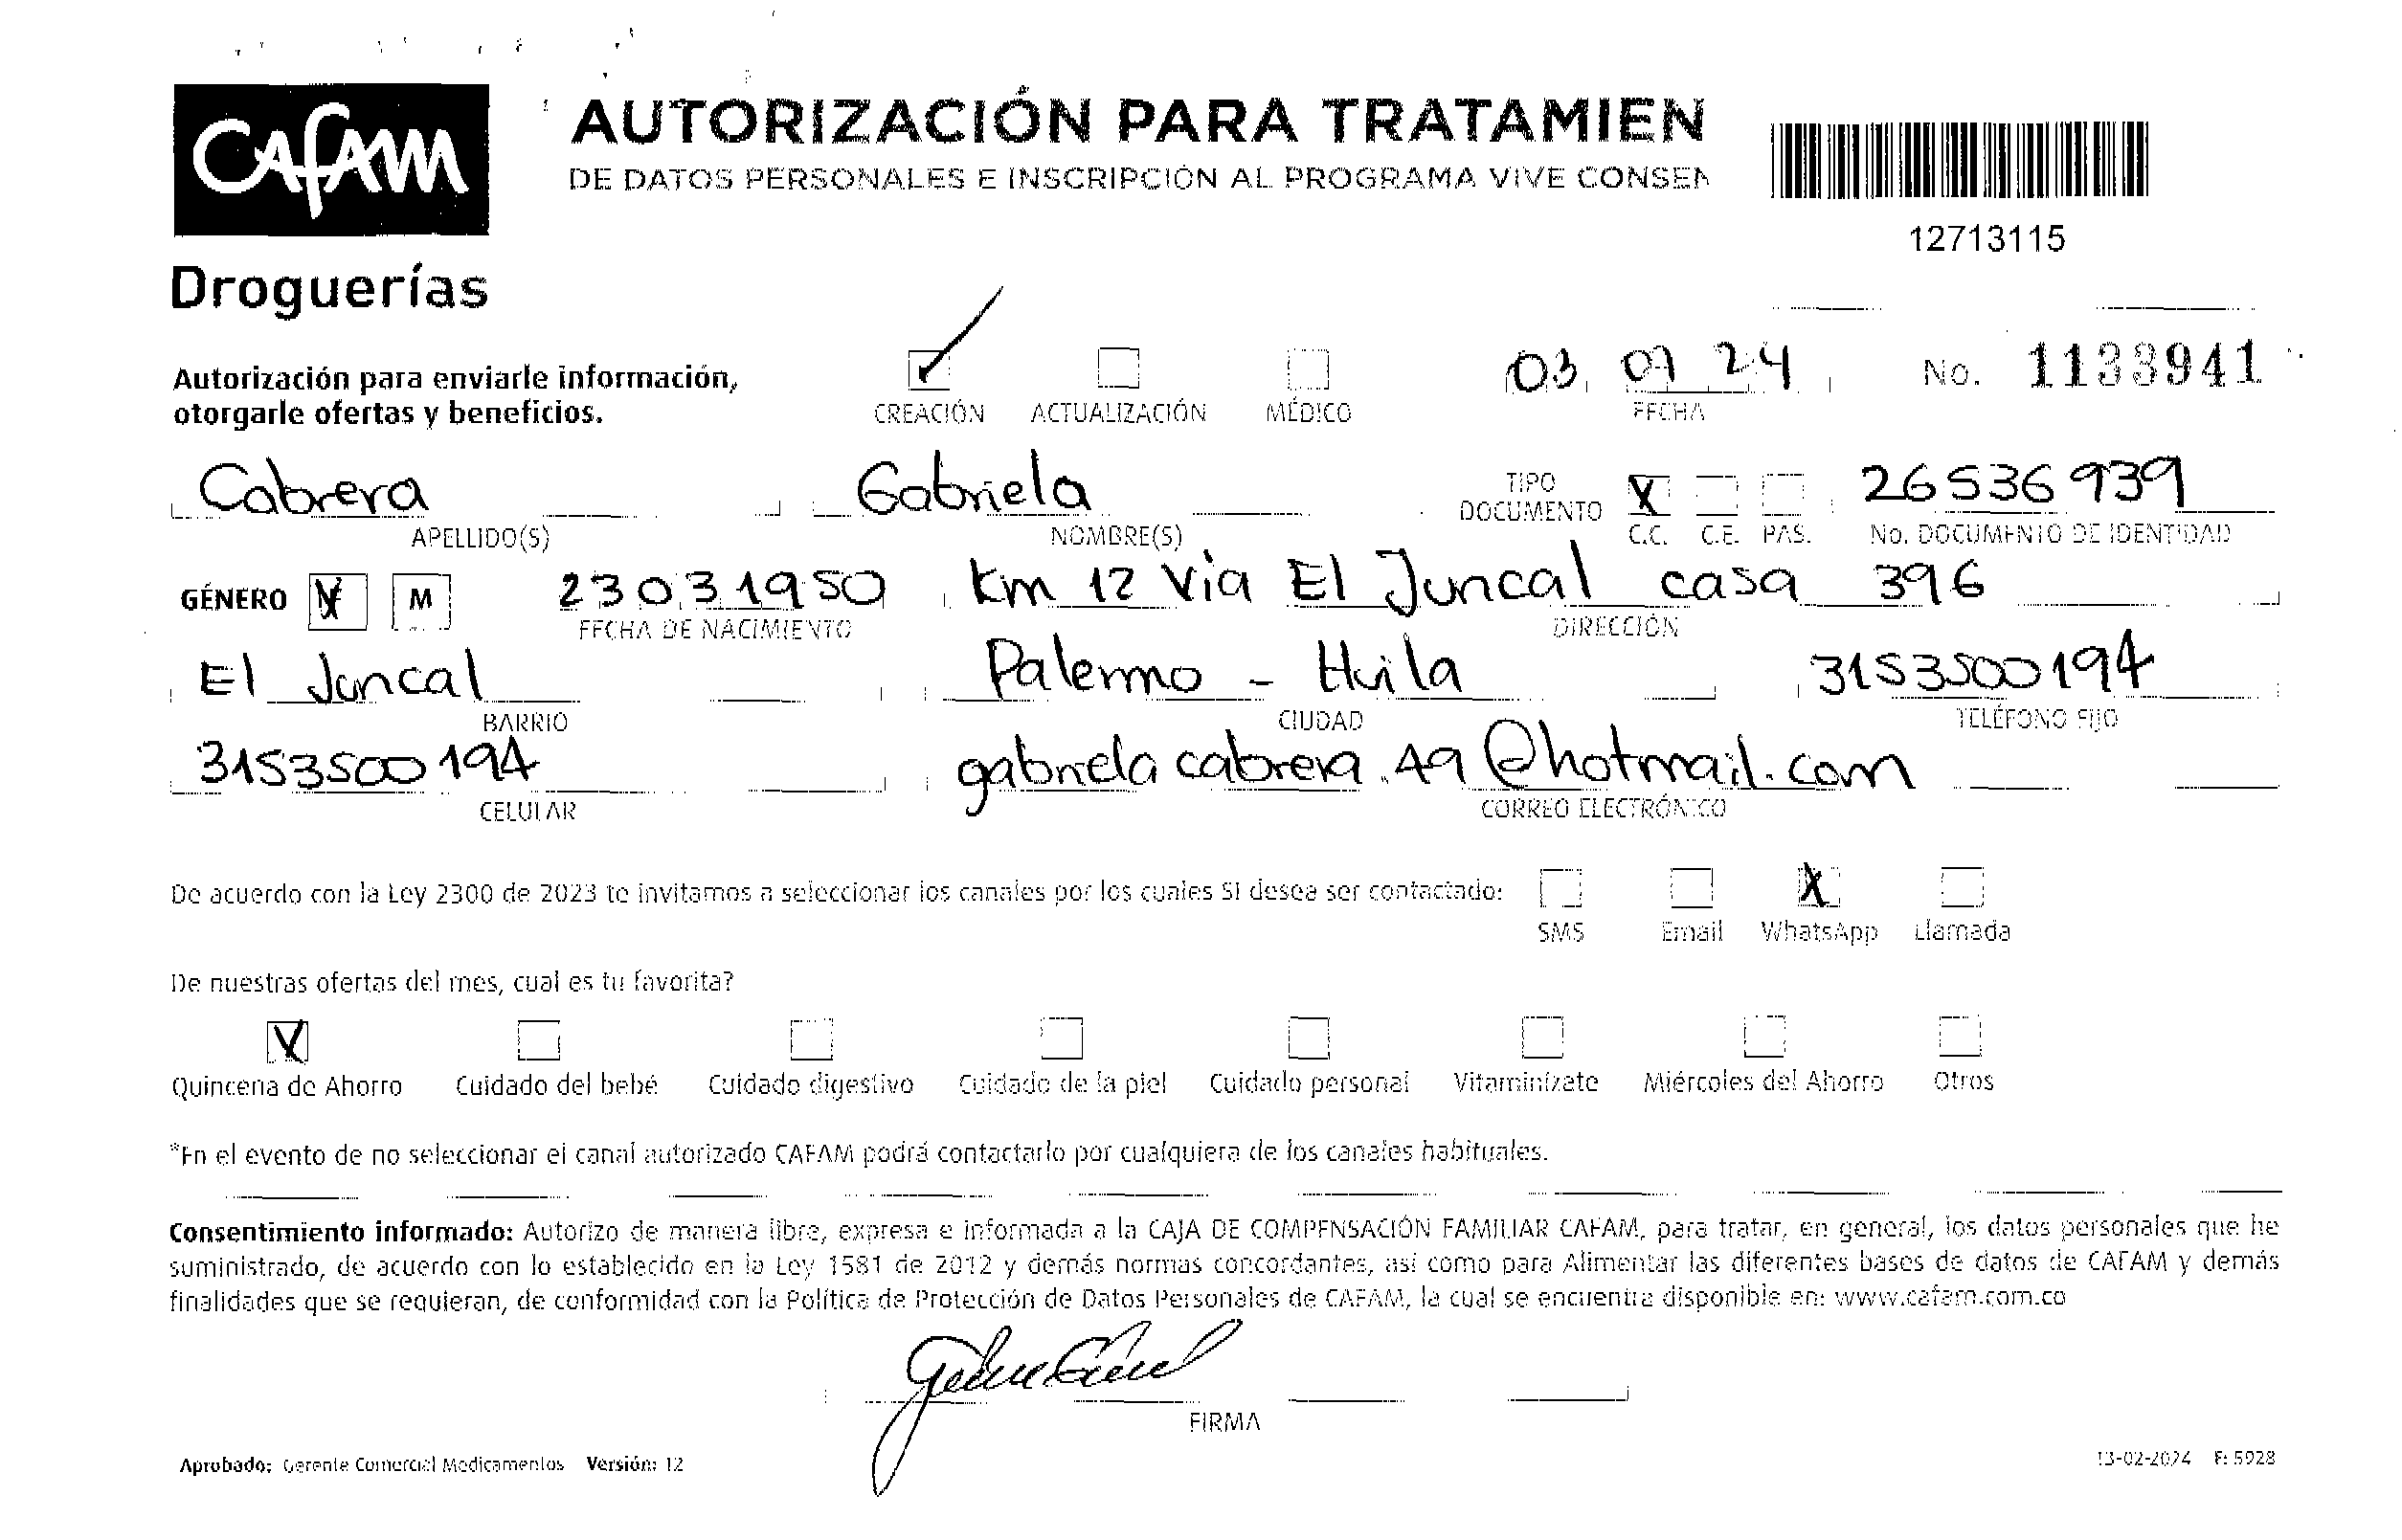 CAFAM
Droguerías
AUTORIZACIÓN PARA TRATAMIEN
DE DATOS PERSONALES E INSCRIPCIÓN AL PROGRAMA VIVE CONSEN
12713115
Autorización para enviarle información,
otorgarle ofertas y beneficios.
CREACIÓN ACTUALIZACIÓN MÉDICO
03 07 24
FECHA
No. 1133941
Cabrera
APELLIDO(S)
Gabriela
NOMBRE(S)
TIPO
DOCUMENTO
X
C.C. C.E. PAS.
26536939
No. DOCUMENTO DE IDENTIDAD
GÉNERO X M
23031950
FECHA DE NACIMIENTO
Km 12 Via El Juncal casa 396
DIRECCIÓN
El Juncal
BARRIO
Palermo - Huila
CIUDAD
3153500194
TELÉFONO FIJO
3153500194
CELULAR
gabriela cabrera.49@hotmail.com
CORREO ELECTRÓNICO
De acuerdo con la Ley 2300 de 2023 te invitamos a seleccionar los canales por los cuales SI desea ser contactado:
X
SMS Email WhatsApp Llamada
De nuestras ofertas del mes, cual es tu favorita?
X
Quincena de Ahorro Cuidado del bebé Cuidado digestivo Cuidado de la piel Cuidado personal Vitaminízate Miércoles del Ahorro Otros
*En el evento de no seleccionar el canal autorizado CAFAM podrá contactarlo por cualquiera de los canales habituales.
Consentimiento informado: Autorizo de manera libre, expresa e informada a la CAJA DE COMPENSACIÓN FAMILIAR CAFAM, para tratar, en general, los datos personales que he
suministrado, de acuerdo con lo establecido en la Ley 1581 de 2012 y demás normas concordantes, así como para Alimentar las diferentes bases de datos de CAFAM y demás
finalidades que se requieran, de conformidad con la Política de Protección de Datos Personales de CAFAM, la cual se encuentra disponible en: www.cafam.com.co
FIRMA
Aprobado: Gerente Comercial Medicamentos Versión: 12
13-02-2024 F: 5928